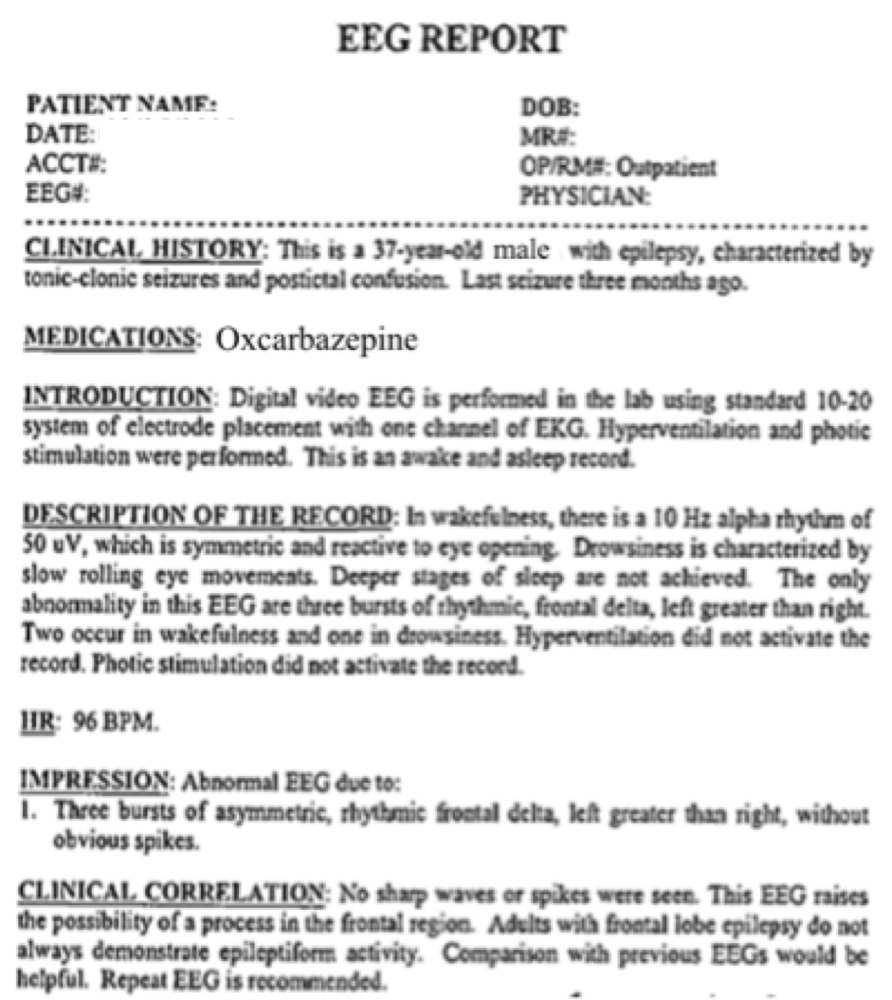 EEG REPORT
PATIENT NAME:
DOB:
DATE:
MR#:
ACCT#:
OP/RM#: Outpatient
EEG#:
PHYSICIAN:
CLINICAL HISTORY: This is a 37-year-old male with epilepsy, characterized by
tonic-clonic seizures and postictal confusion. Last seizure three months ago.
MEDICATIONS: Oxcarbazepine
INTRODUCTION: Digital video EEG is performed in the lab using standard 10-20
system of electrode placement with one channel of EKG. Hyperventilation and photic
stimulation were performed. This is an awake and asleep record.
DESCRIPTION OF THE RECORD: In wakefulness, there is a 10 Hz alpha rhythm of
50 uV, which is symmetric and reactive to eye opening. Drowsiness is characterized by
slow rolling eye movements. Deeper stages of sleep are not achieved. The only
abnormality in this EEG are three bursts of rhythmic, frontal delta, left greater than right.
Two occur in wakefulness and one in drowsiness. Hyperventilation did not activate the
record. Photic stimulation did not activate the record.
HR: 96 BPM.
IMPRESSION: Abnormal EEG due to:
1. Three bursts of asymmetric, rhythmic frontal delta, left greater than right, without
obvious spikes.
CLINICAL CORRELATION: No sharp waves or spikes were seen. This EEG raises
the possibility of a process in the frontal region. Adults with frontal lobe epilepsy do not
always demonstrate epileptiform activity. Comparison with previous EEGs would be
helpful. Repeat EEG is recommended.